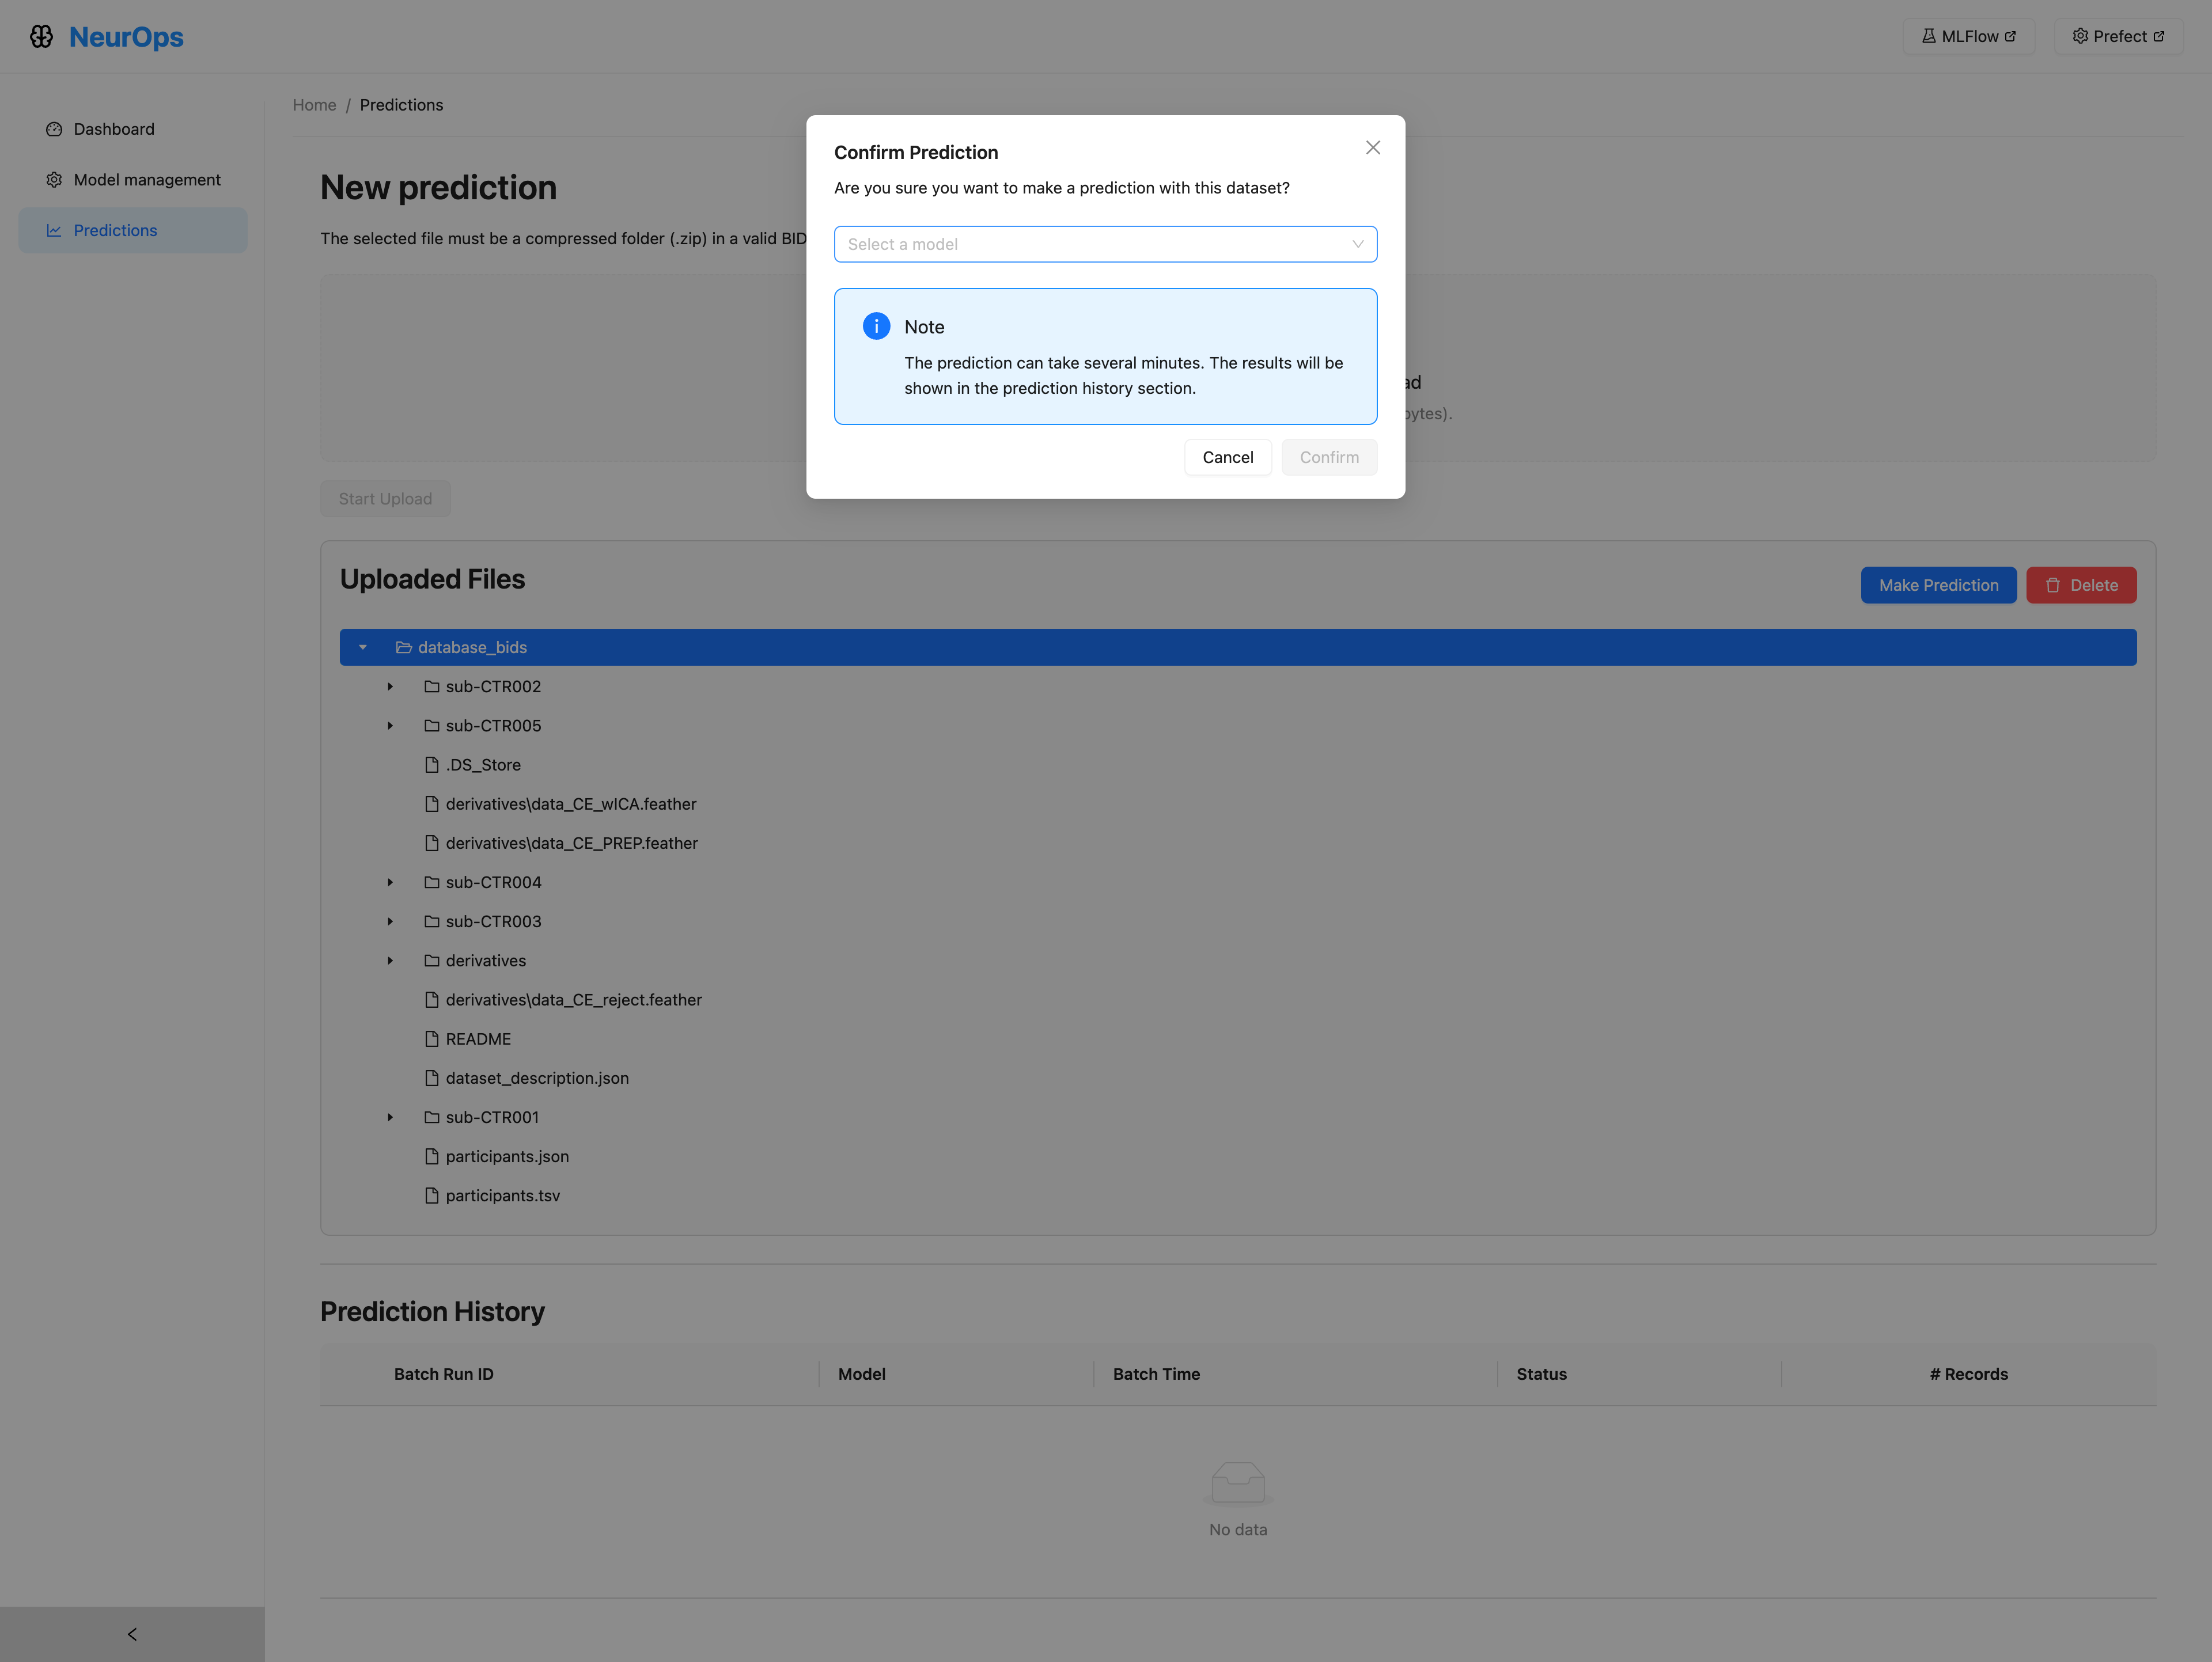 NeurOps
MLFlow
Prefect
Dashboard
Model management
Predictions
Home / Predictions
New prediction
The selected file must be a compressed folder (.zip) in a valid
Confirm Prediction
Are you sure you want to make a prediction with this dataset?
Select a model
Note
The prediction can take several minutes. The results will be
shown in the prediction history section.
Cancel
Confirm
Start Upload
Uploaded Files
Make Prediction
Delete
database_bids
sub-CTR002
sub-CTR005
.DS_Store
derivatives\data_CE_wICA.feather
derivatives\data_CE_PREP.feather
sub-CTR004
sub-CTR003
derivatives
derivatives\data_CE_reject.feather
README
dataset_description.json
sub-CTR001
participants.json
participants.tsv
Prediction History
Batch Run ID
Model
Batch Time
Status
# Records
No data